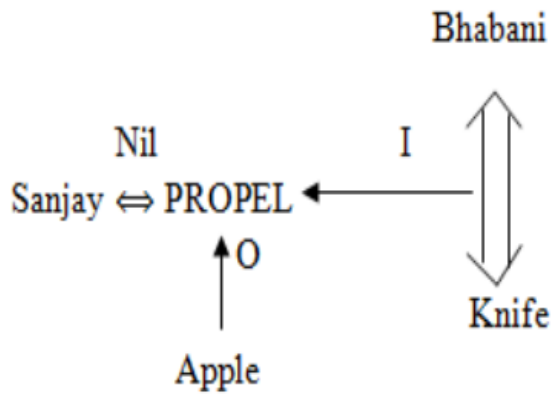 Bhabani
Nil
I
Sanjay ⇔ PROPEL
O
Knife
Apple